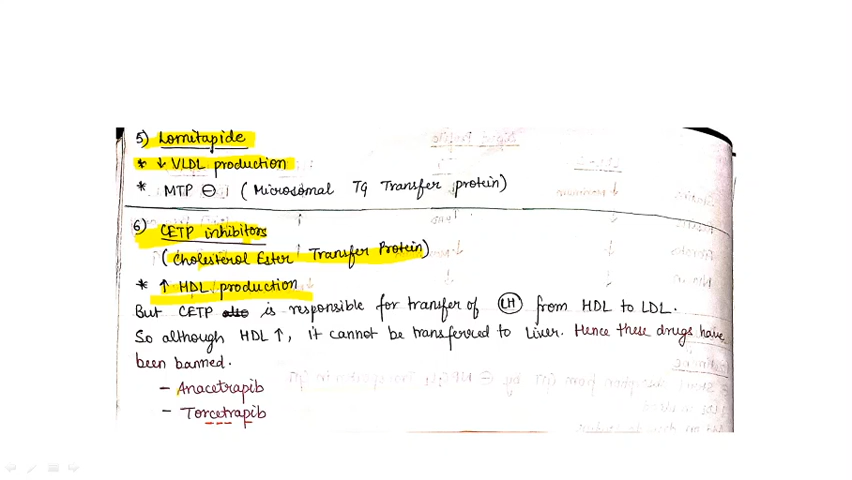 5) Lomitapide
* ↓ VLDL production
* MTP ⊖ (Microsomal TG Transfer protein)
6) CETP inhibitors
(Cholesterol Ester Transfer Protein)
* ↑ HDL production
But CETP also is responsible for transfer of from HDL to LDL.
So although HDL ↑, it cannot be transferred to Liver. Hence these drugs have
been banned.
– Anacetrapib
– Torcetrapib